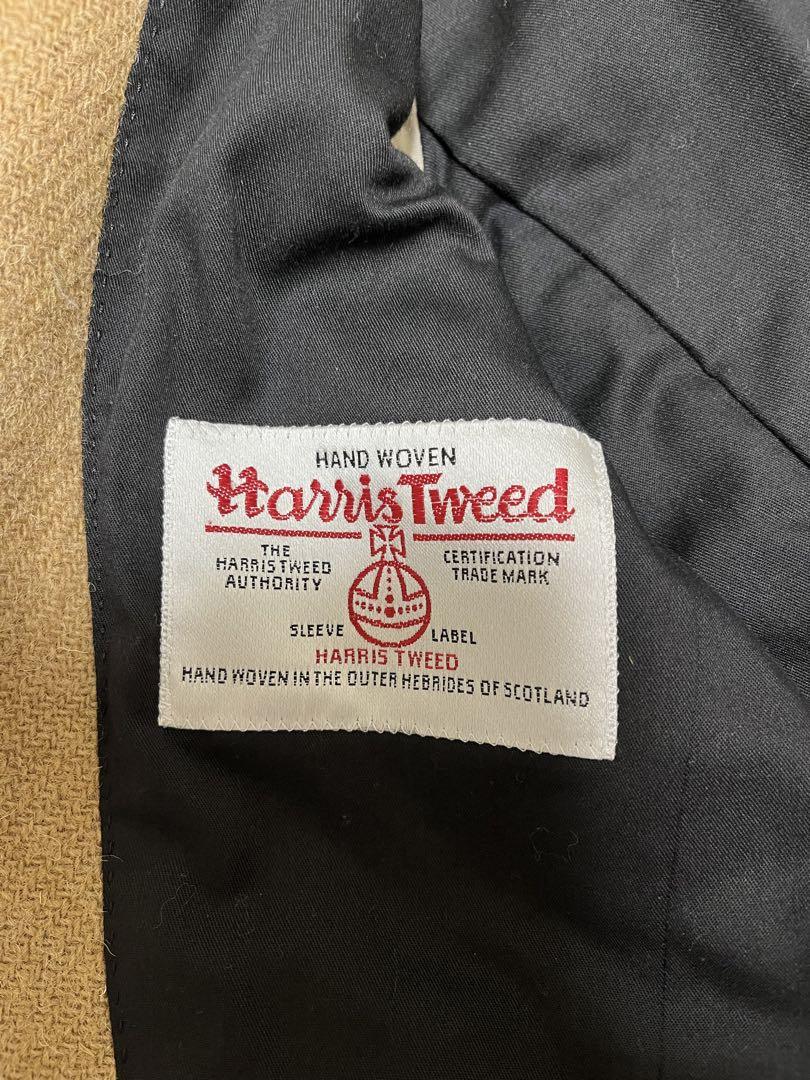 HAND WOVEN
Harris Tweed
THE
HARRIS TWEED
AUTHORITY
CERTIFICATION
TRADE MARK
SLEEVE LABEL
HARRIS TWEED
HAND WOVEN IN THE OUTER HEBRIDES OF SCOTLAND